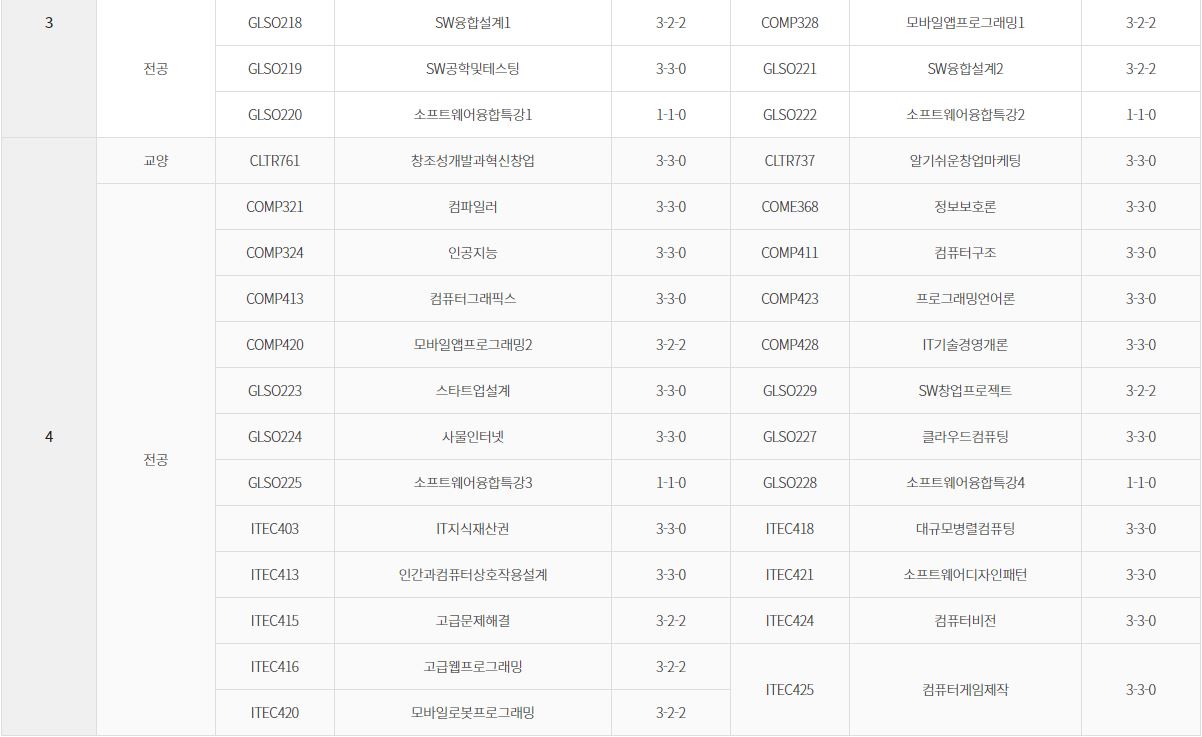 3 전공 GLSO218 SW융합설계1 3-2-2 COMP328 모바일앱프로그래밍1 3-2-2
GLSO219 SW공학및테스팅 3-3-0 GLSO221 SW융합설계2 3-2-2
GLSO220 소프트웨어융합특강1 1-1-0 GLSO222 소프트웨어융합특강2 1-1-0
4 교양 CLTR761 창조성개발과혁신창업 3-3-0 CLTR737 알기쉬운창업마케팅 3-3-0
전공 COMP321 컴파일러 3-3-0 COME368 정보보호론 3-3-0
COMP324 인공지능 3-3-0 COMP411 컴퓨터구조 3-3-0
COMP413 컴퓨터그래픽스 3-3-0 COMP423 프로그래밍언어론 3-3-0
COMP420 모바일앱프로그래밍2 3-2-2 COMP428 IT기술경영개론 3-3-0
GLSO223 스타트업설계 3-3-0 GLSO229 SW창업프로젝트 3-2-2
GLSO224 사물인터넷 3-3-0 GLSO227 클라우드컴퓨팅 3-3-0
GLSO225 소프트웨어융합특강3 1-1-0 GLSO228 소프트웨어융합특강4 1-1-0
ITEC403 IT지식재산권 3-3-0 ITEC418 대규모병렬컴퓨팅 3-3-0
ITEC413 인간과컴퓨터상호작용설계 3-3-0 ITEC421 소프트웨어디자인패턴 3-3-0
ITEC415 고급문제해결 3-2-2 ITEC424 컴퓨터비전 3-3-0
ITEC416 고급웹프로그래밍 3-2-2 ITEC425 컴퓨터게임제작 3-3-0
ITEC420 모바일로봇프로그래밍 3-2-2